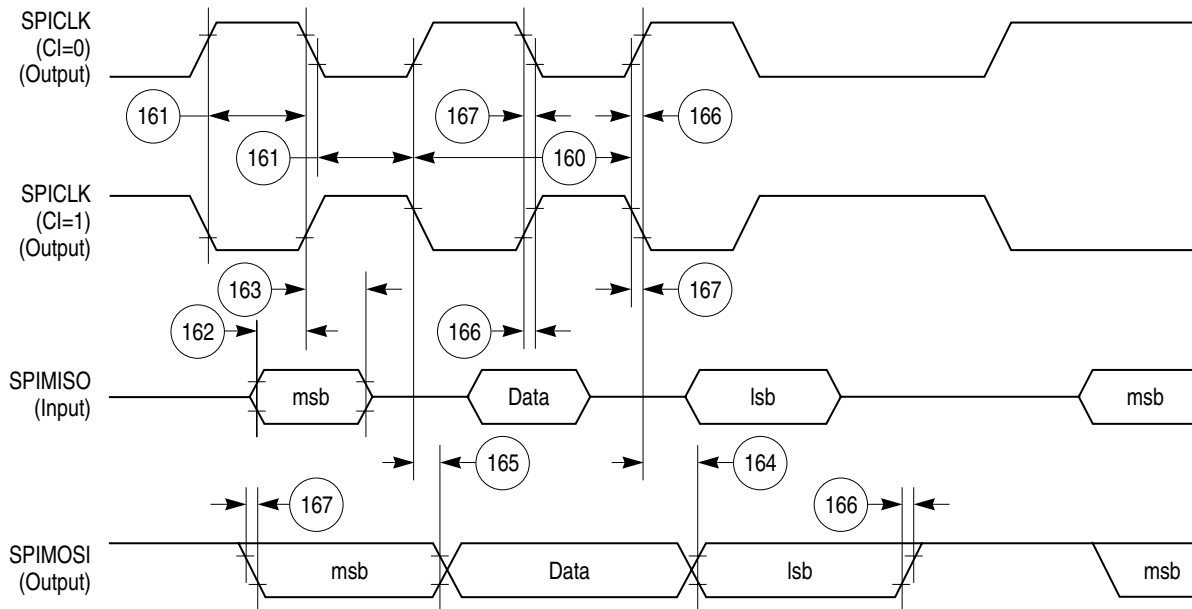 SPICLK
(CI=0)
(Output)
161
167
166
161
160
SPICLK
(CI=1)
(Output)
163
167
162
166
SPIMISO
(Input)
msb
Data
lsb
msb
165
164
167
166
SPIMOSI
(Output)
msb
Data
lsb
msb